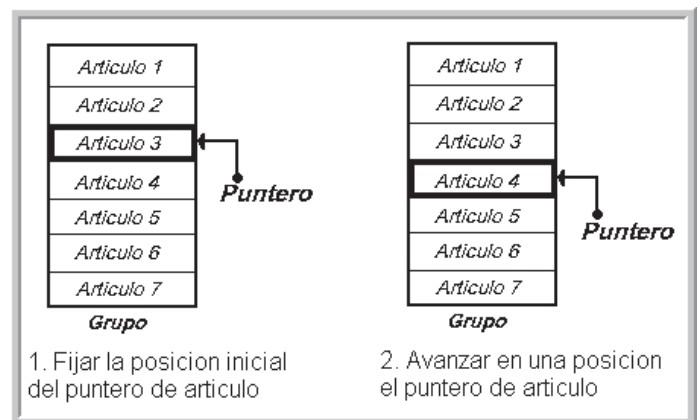 Articulo 1
Articulo 2
Articulo 3
Articulo 4
Articulo 5
Articulo 6
Articulo 7
Puntero
Grupo
1. Fijar la posicion inicial
del puntero de articulo
Articulo 1
Articulo 2
Articulo 3
Articulo 4
Articulo 5
Articulo 6
Articulo 7
Puntero
Grupo
2. Avanzar en una posicion
el puntero de articulo